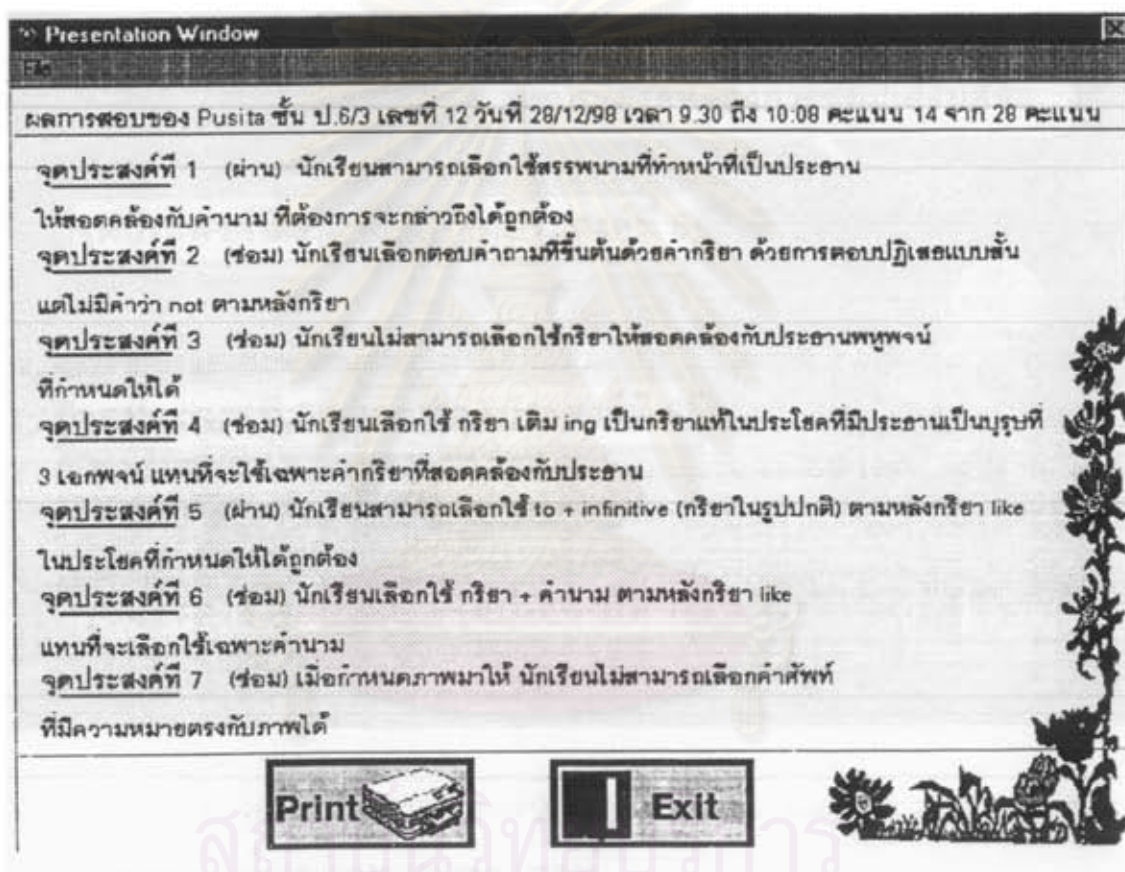 Presentation Window
File
ผลการสอบของ Pusita ชั้น ป.6/3 เลขที่ 12 วันที่ 28/12/98 เวลา 9.30 ถึง 10:08 คะแนน 14 จาก 28 คะแนน
จุดประสงค์ที่ 1 (ผ่าน) นักเรียนสามารถเลือกใช้สรรพนามที่ทำหน้าที่เป็นประธาน
ให้สอดคล้องกับคำนาม ที่ต้องการจะกล่าวถึงได้ถูกต้อง
จุดประสงค์ที่ 2 (ซ่อม) นักเรียนเลือกตอบคำถามที่ขึ้นต้นด้วยคำกริยา ด้วยการตอบปฏิเสธแบบสั้น
แต่ไม่มีคำว่า not ตามหลังกริยา
จุดประสงค์ที่ 3 (ซ่อม) นักเรียนไม่สามารถเลือกใช้กริยาให้สอดคล้องกับประธานพหูพจน์
ที่กำหนดให้ได้
จุดประสงค์ที่ 4 (ซ่อม) นักเรียนเลือกใช้ กริยา เติม ing เป็นกริยาแท้ในประโยคที่มีประธานเป็นบุรุษที่
3 เอกพจน์ แทนที่จะใช้เฉพาะคำกริยาที่สอดคล้องกับประธาน
จุดประสงค์ที่ 5 (ผ่าน) นักเรียนสามารถเลือกใช้ to + infinitive (กริยาในรูปปกติ) ตามหลังกริยา like
ในประโยคที่กำหนดให้ได้ถูกต้อง
จุดประสงค์ที่ 6 (ซ่อม) นักเรียนเลือกใช้ กริยา + คำนาม ตามหลังกริยา like
แทนที่จะเลือกใช้เฉพาะคำนาม
จุดประสงค์ที่ 7 (ซ่อม) เมื่อกำหนดภาพมาให้ นักเรียนไม่สามารถเลือกคำศัพท์
ที่มีความหมายตรงกับภาพได้
Print
Exit
สถาบันวิทยบริการ